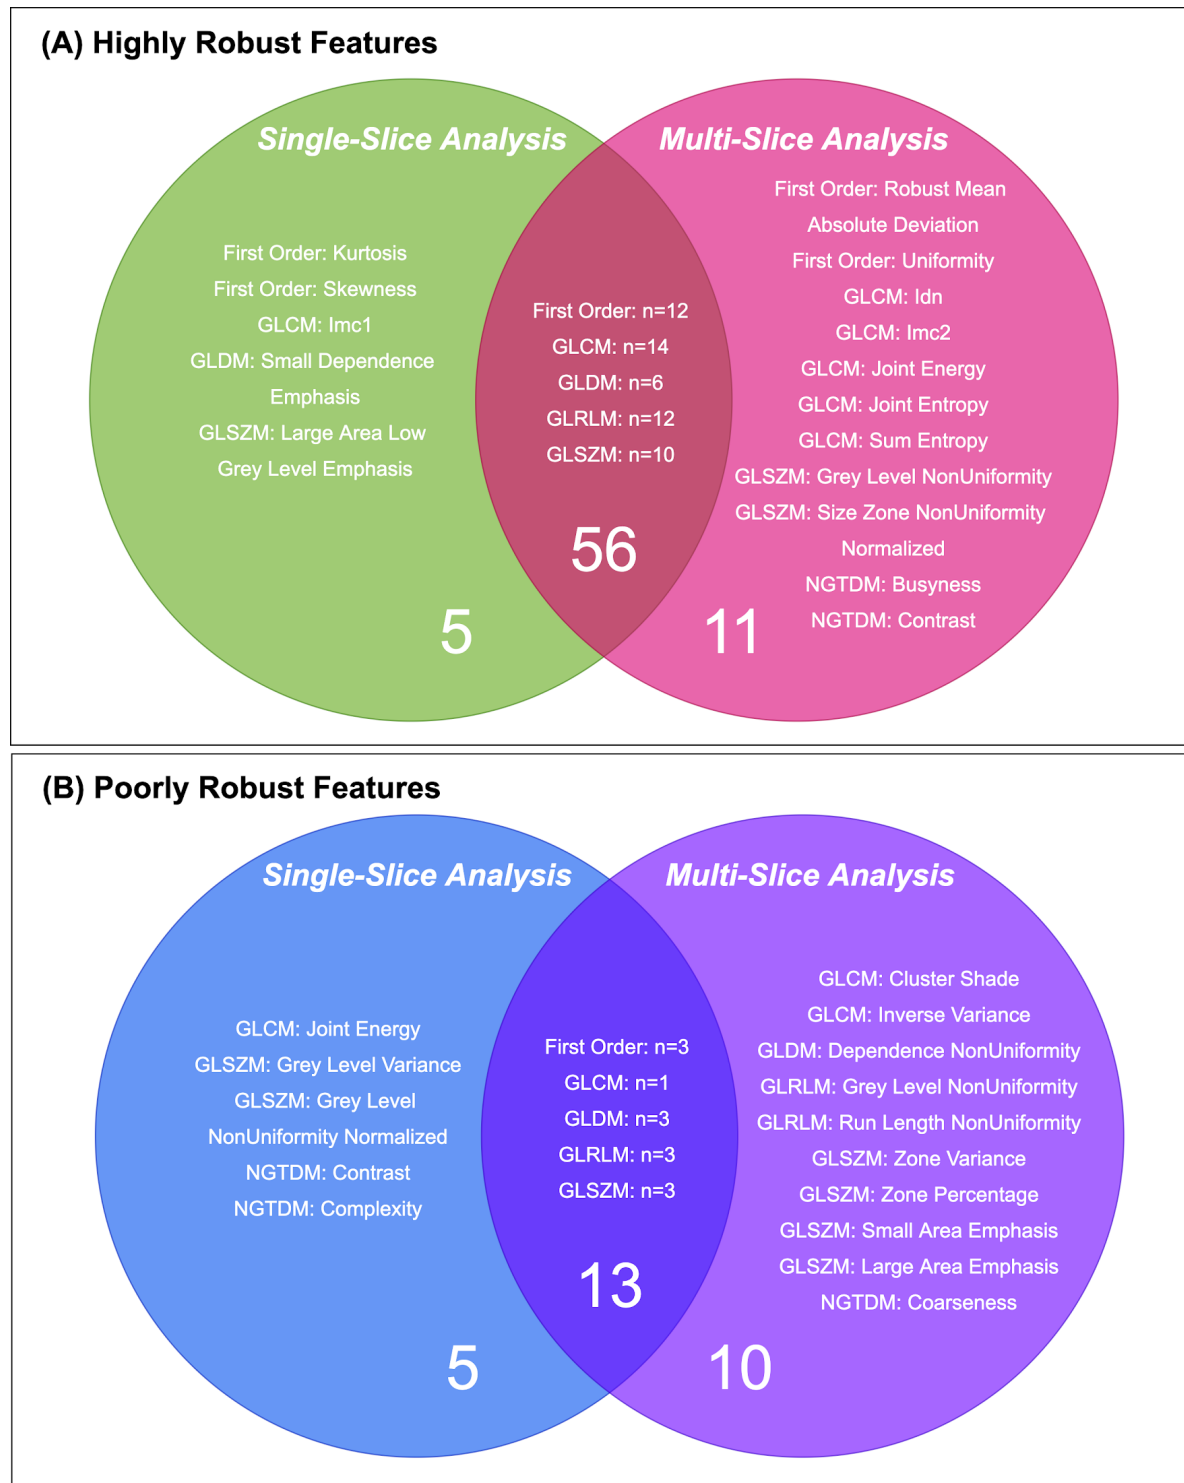 (A) Highly Robust Features
Single-Slice Analysis
First Order: Kurtosis
First Order: Skewness
GLCM: Imc1
GLDM: Small Dependence
Emphasis
GLSZM: Large Area Low
Grey Level Emphasis
5
First Order: n=12
GLCM: n=14
GLDM: n=6
GLRLM: n=12
GLSZM: n=10
56
Multi-Slice Analysis
First Order: Robust Mean
Absolute Deviation
First Order: Uniformity
GLCM: Idn
GLCM: Imc2
GLCM: Joint Energy
GLCM: Joint Entropy
GLCM: Sum Entropy
GLSZM: Grey Level NonUniformity
GLSZM: Size Zone NonUniformity
Normalized
NGTDM: Busyness
NGTDM: Contrast
11
(B) Poorly Robust Features
Single-Slice Analysis
GLCM: Joint Energy
GLSZM: Grey Level Variance
GLSZM: Grey Level
NonUniformity Normalized
NGTDM: Contrast
NGTDM: Complexity
5
First Order: n=3
GLCM: n=1
GLDM: n=3
GLRLM: n=3
GLSZM: n=3
13
Multi-Slice Analysis
GLCM: Cluster Shade
GLCM: Inverse Variance
GLDM: Dependence NonUniformity
GLRLM: Grey Level NonUniformity
GLRLM: Run Length NonUniformity
GLSZM: Zone Variance
GLSZM: Zone Percentage
GLSZM: Small Area Emphasis
GLSZM: Large Area Emphasis
NGTDM: Coarseness
10